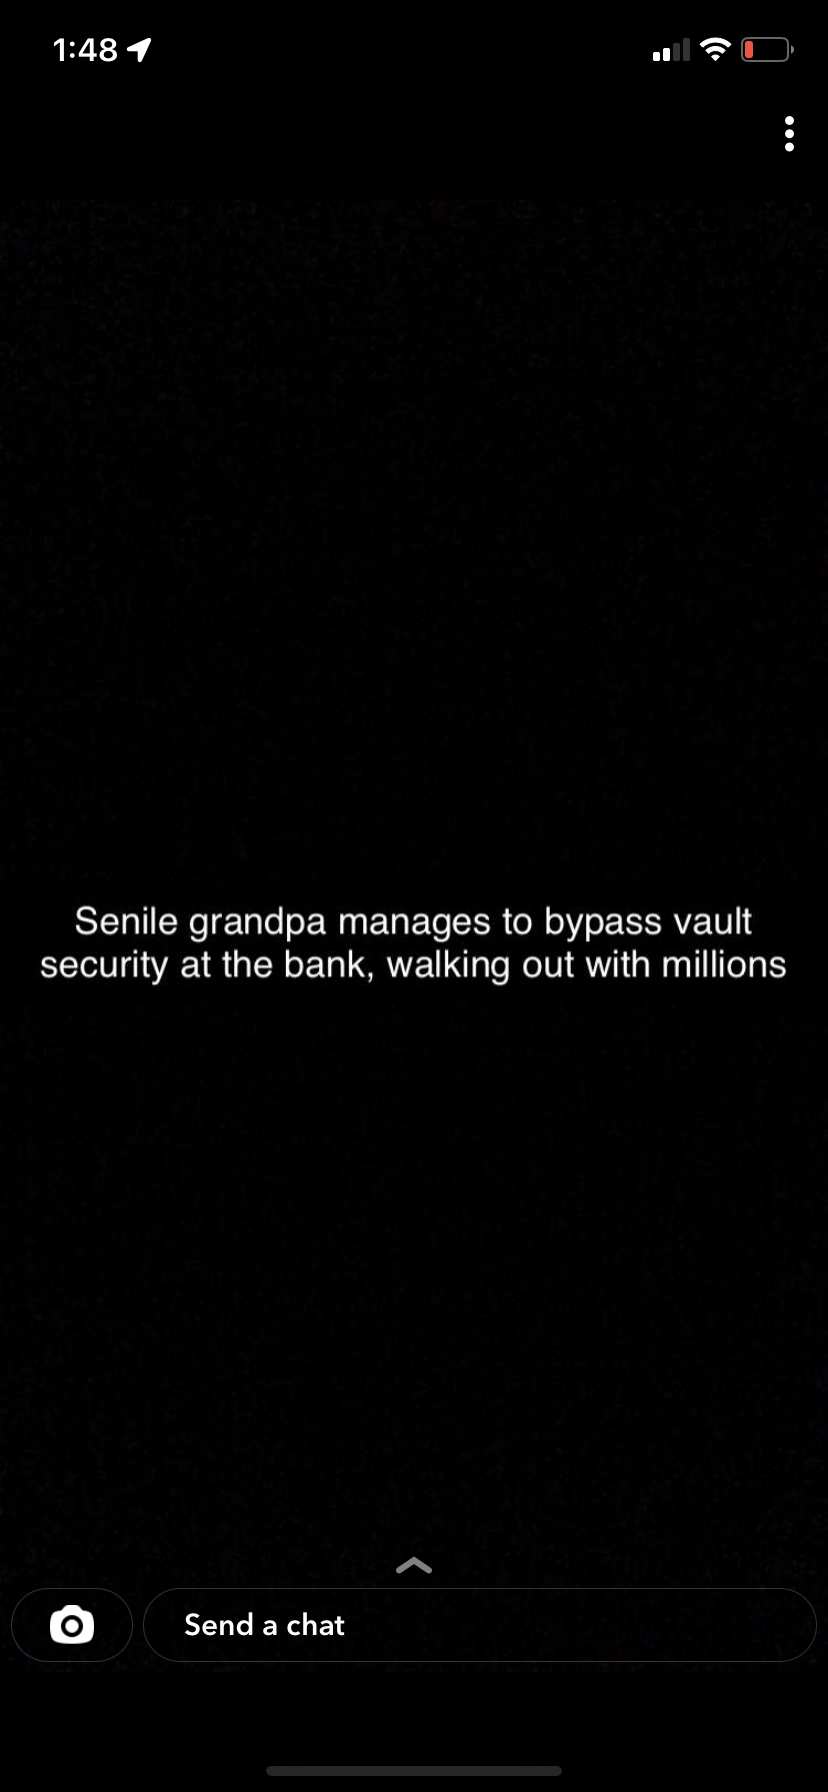 1:48
Senile grandpa manages to bypass vault
security at the bank, walking out with millions
Send a chat